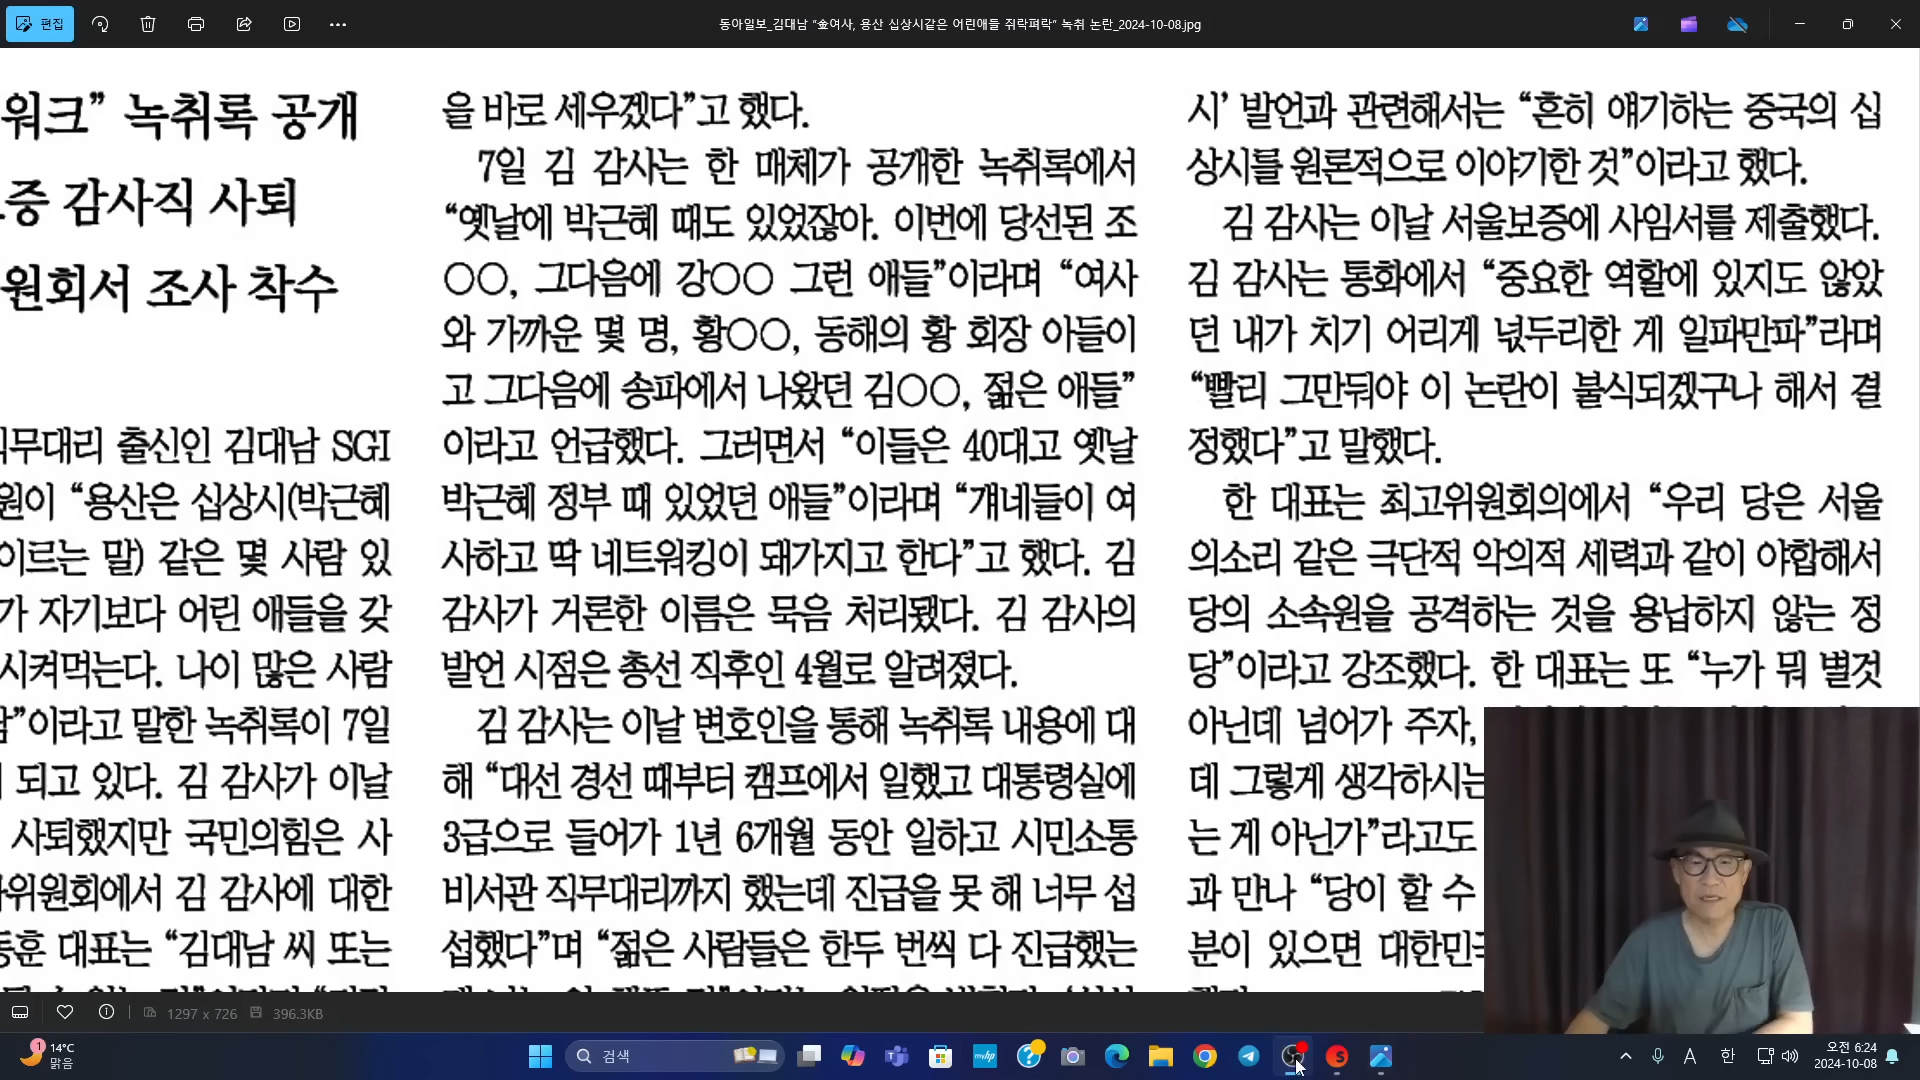 편집
동아일보_김대남 “金여사, 용산 십상시같은 어린애들 쥐락펴락” 녹취 논란_2024-10-08.jpg
워크” 녹취록 공개
증 감사직 사퇴
원회서 조사 착수
직무대리 출신인 김대남 SGI
원이 “용산은 십상시(박근혜
이르는 말) 같은 몇 사람 있
가 자기보다 어린 애들을 갖
시켜먹는다. 나이 많은 사람
”이라고 말한 녹취록이 7일
되고 있다. 김 감사가 이날
사퇴했지만 국민의힘은 사
위원회에서 김 감사에 대한
동훈 대표는 “김대남 씨 또는
을 바로 세우겠다”고 했다.
7일 김 감사는 한 매체가 공개한 녹취록에서
“옛날에 박근혜 때도 있었잖아. 이번에 당선된 조
○○, 그다음에 강○○ 그런 애들”이라며 “여사
와 가까운 몇 명, 황○○, 동해의 황 회장 아들이
고 그다음에 송파에서 나왔던 김○○, 젊은 애들”
이라고 언급했다. 그러면서 “이들은 40대고 옛날
박근혜 정부 때 있었던 애들”이라며 “걔네들이 여
사하고 딱 네트워킹이 돼가지고 한다”고 했다. 김
감사가 거론한 이름은 묵음 처리됐다. 김 감사의
발언 시점은 총선 직후인 4월로 알려졌다.
김 감사는 이날 변호인을 통해 녹취록 내용에 대
해 “대선 경선 때부터 캠프에서 일했고 대통령실에
3급으로 들어가 1년 6개월 동안 일하고 시민소통
비서관 직무대리까지 했는데 진급을 못 해 너무 섭
섭했다”며 “젊은 사람들은 한두 번씩 다 진급했는
시’ 발언과 관련해서는 “흔히 얘기하는 중국의 십
상시를 원론적으로 이야기한 것”이라고 했다.
김 감사는 이날 서울보증에 사임서를 제출했다.
김 감사는 통화에서 “중요한 역할에 있지도 않았
던 내가 치기 어리게 넋두리한 게 일파만파”라며
“빨리 그만둬야 이 논란이 불식되겠구나 해서 결
정했다”고 말했다.
한 대표는 최고위원회의에서 “우리 당은 서울
의소리 같은 극단적 악의적 세력과 같이 야합해서
당의 소속원을 공격하는 것을 용납하지 않는 정
당”이라고 강조했다. 한 대표는 또 “누가 뭐 별것
아닌데 넘어가 주자,
데 그렇게 생각하시는
는 게 아닌가”라고도
과 만나 “당이 할 수
분이 있으면 대한민국
1297 x 726
396.3KB
1
14°C
맑음
검색
myhp
A
한
오전 6:24
2024-10-08